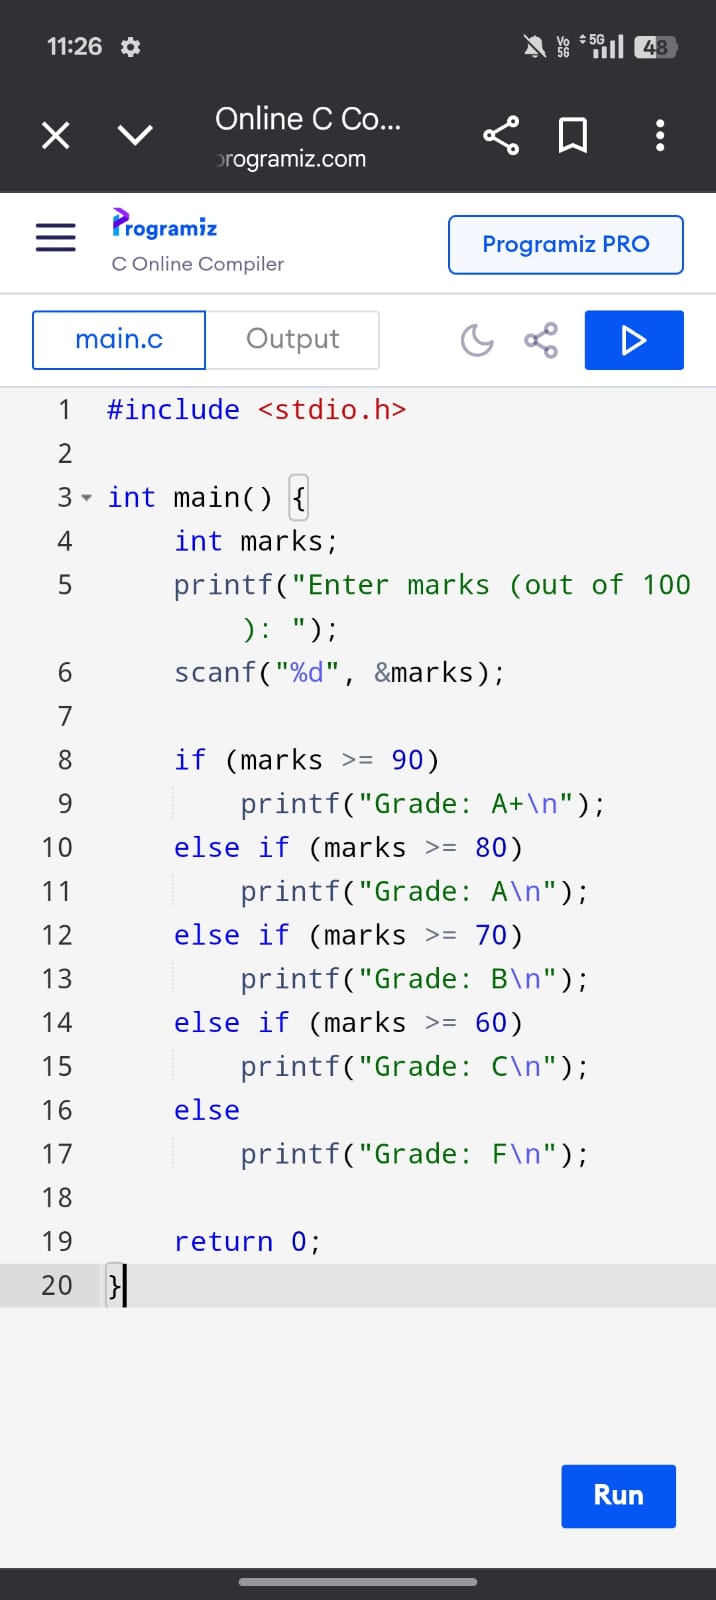 11:26
Vo 5G 5G 48
Online C Co...
programiz.com
Programiz
C Online Compiler
Programiz PRO
main.c
Output
1 #include <stdio.h>
2
3 int main() {
4     int marks;
5     printf("Enter marks (out of 100
        ): ");
6     scanf("%d", &marks);
7
8     if (marks >= 90)
9         printf("Grade: A+\n");
10     else if (marks >= 80)
11         printf("Grade: A\n");
12     else if (marks >= 70)
13         printf("Grade: B\n");
14     else if (marks >= 60)
15         printf("Grade: C\n");
16     else
17         printf("Grade: F\n");
18
19     return 0;
20 }
Run